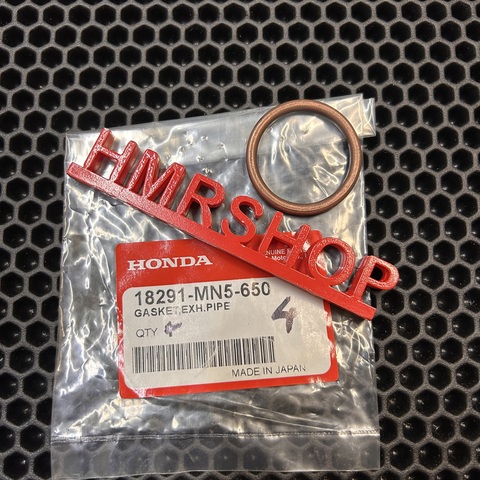 HMRSHOP
HONDA
18291-MN5-650
GASKET,EXH.PIPE
QTY 4
MADE IN JAPAN